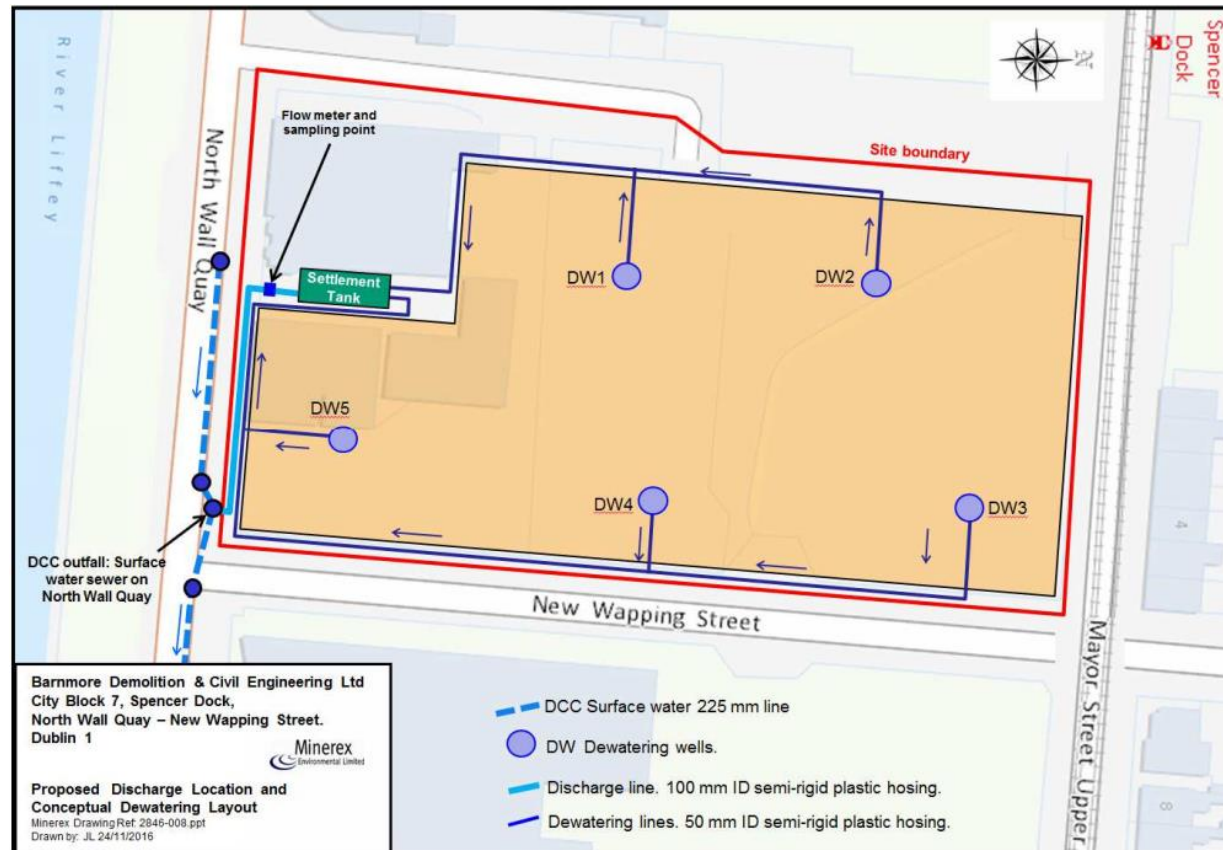 River Liffey
North Wall Quay
Flow meter and
sampling point
N
Spencer
Dock
Site boundary
Settlement
Tank
DW1
DW2
DW5
DW4
DW3
DCC outfall: Surface
water sewer on
North Wall Quay
New Wapping Street
Mayor Street Upper
4
8
Barnmore Demolition & Civil Engineering Ltd
City Block 7, Spencer Dock,
North Wall Quay – New Wapping Street.
Dublin 1
Minerex
Environmental Limited
Proposed Discharge Location and
Conceptual Dewatering Layout
Minerex Drawing Ref: 2846-008.ppt
Drawn by: JL 24/11/2016
DCC Surface water 225 mm line
DW Dewatering wells.
Discharge line. 100 mm ID semi-rigid plastic hosing.
Dewatering lines. 50 mm ID semi-rigid plastic hosing.